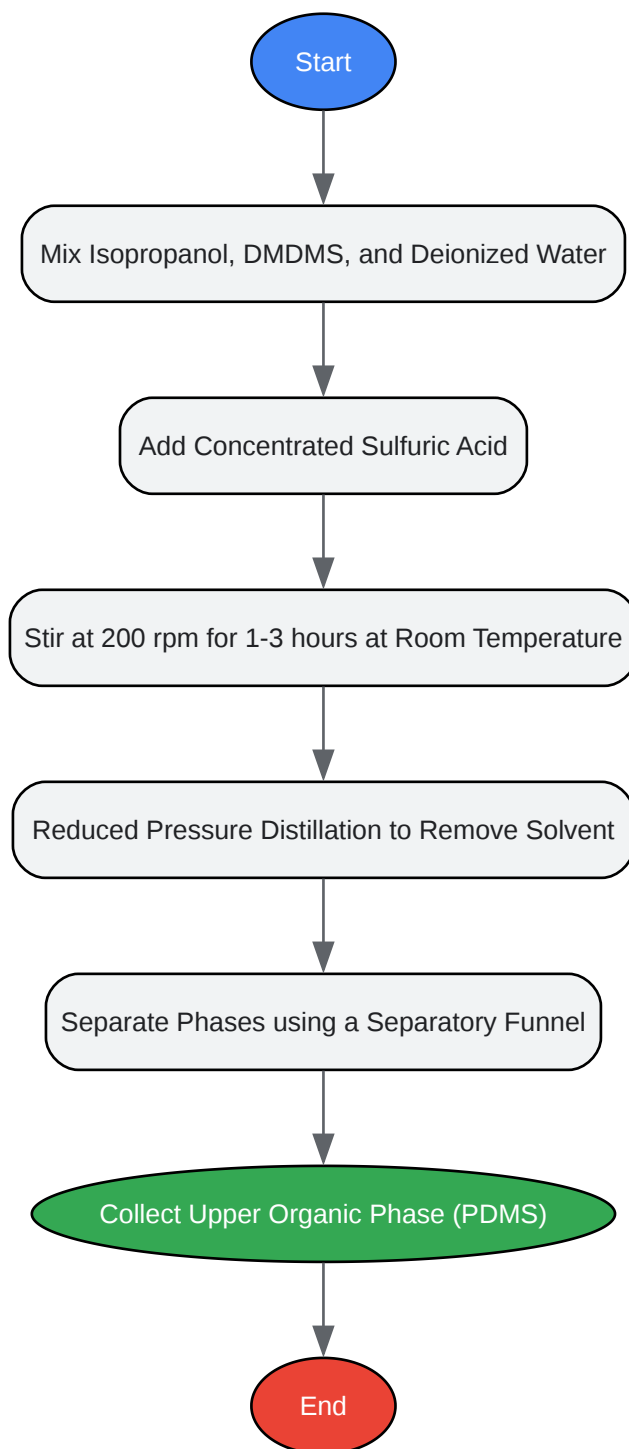 Start
Mix Isopropanol, DMDMS, and Deionized Water
Add Concentrated Sulfuric Acid
Stir at 200 rpm for 1-3 hours at Room Temperature
Reduced Pressure Distillation to Remove Solvent
Separate Phases using a Separatory Funnel
Collect Upper Organic Phase (PDMS)
End